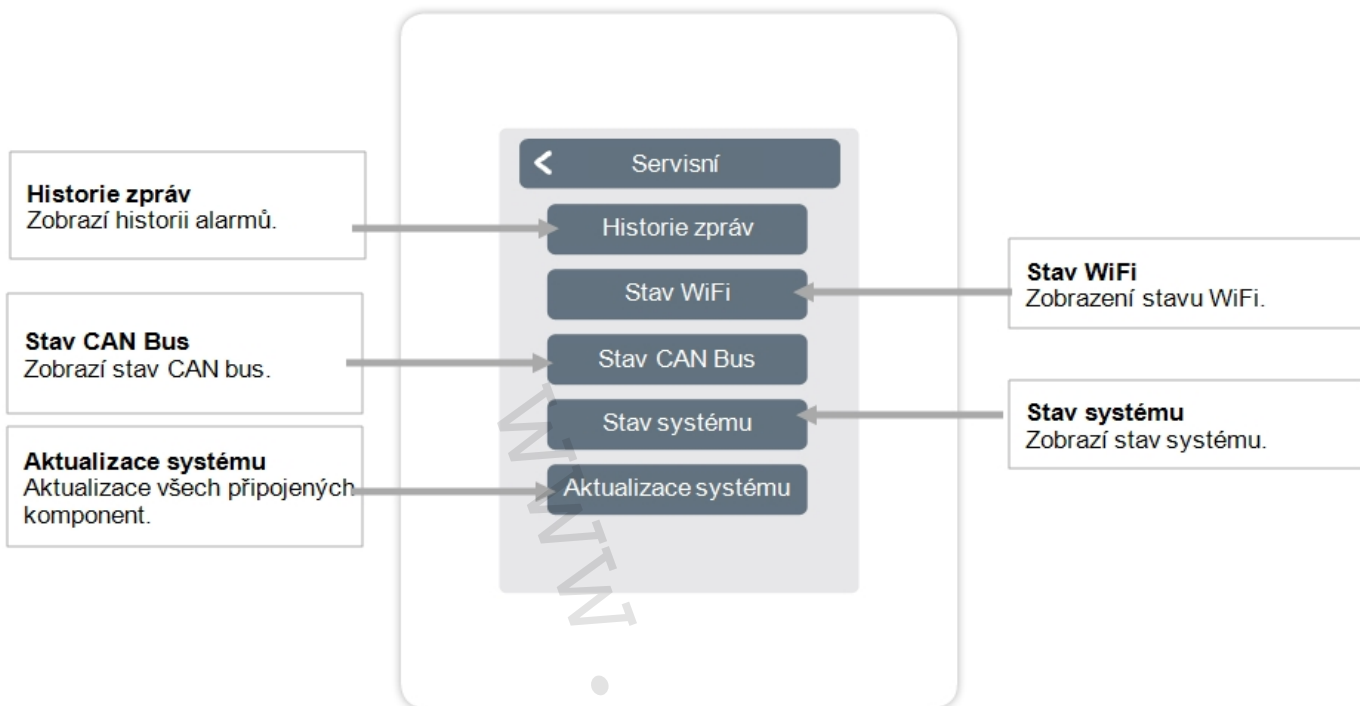 Historie zpráv
Zobrazí historii alarmů.
Stav CAN Bus
Zobrazí stav CAN bus.
Aktualizace systému
Aktualizace všech připojených
komponent.
Servisní
Historie zpráv
Stav WiFi
Stav CAN Bus
Stav systému
Aktualizace systému
Stav WiFi
Zobrazení stavu WiFi.
Stav systému
Zobrazí stav systému.
www.